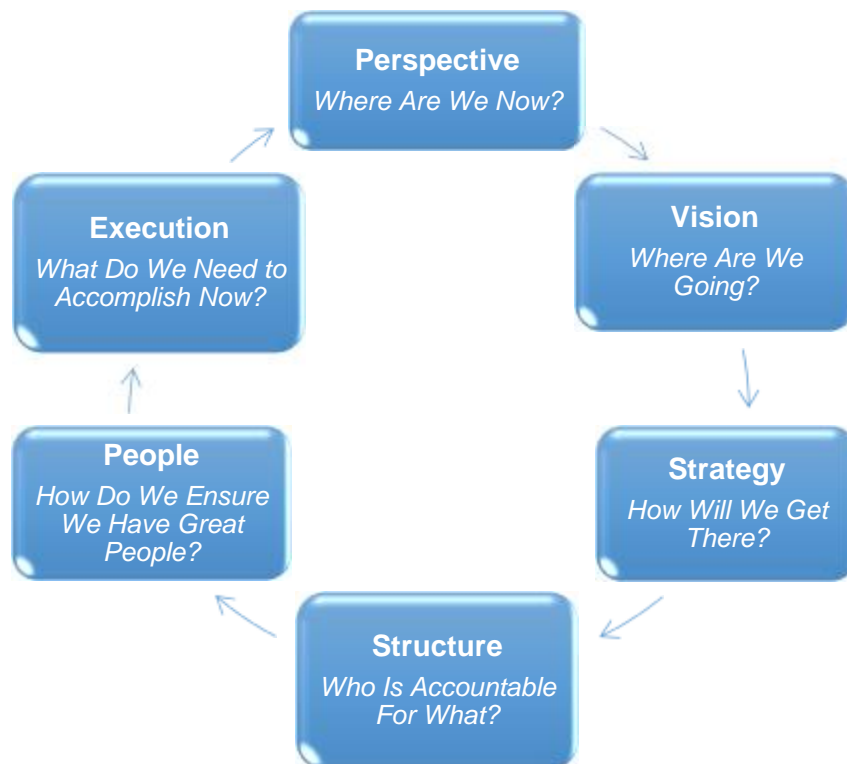 Perspective
Where Are We Now?
Vision
Where Are We
Going?
Strategy
How Will We Get
There?
Structure
Who Is Accountable
For What?
People
How Do We Ensure
We Have Great
People?
Execution
What Do We Need to
Accomplish Now?